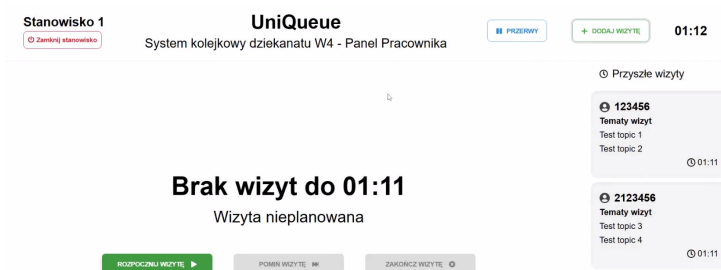 Stanowisko 1
Zamknij stanowisko
UniQueue
System kolejkowy dziekanatu W4 - Panel Pracownika
PRZERWY
+ DODAJ WIZYTĘ
01:12
Przyszłe wizyty
123456
Tematy wizyt
Test topic 1
Test topic 2
01:11
2123456
Tematy wizyt
Test topic 3
Test topic 4
01:11
Brak wizyt do 01:11
Wizyta nieplanowana
ROZPOCZNIJ WIZYTĘ
POMIŃ WIZYTĘ
ZAKOŃCZ WIZYTĘ